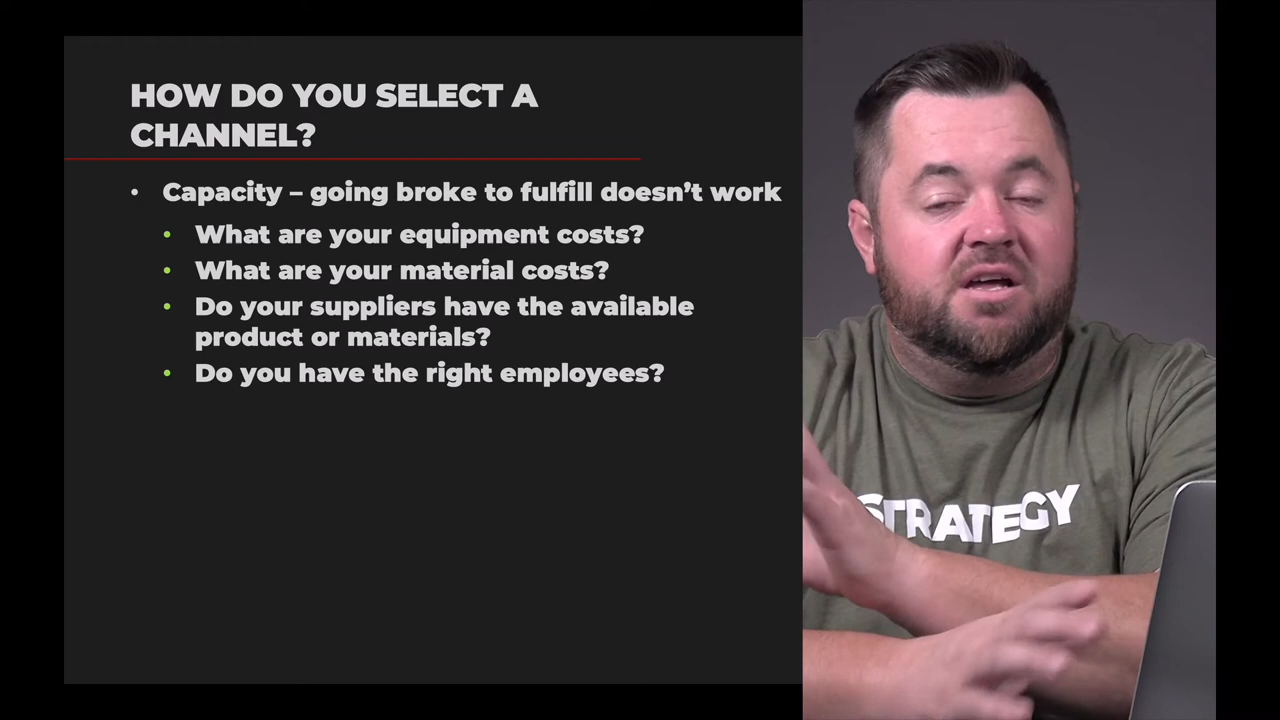 HOW DO YOU SELECT A
CHANNEL?
• Capacity – going broke to fulfill doesn’t work
• What are your equipment costs?
• What are your material costs?
• Do your suppliers have the available
product or materials?
• Do you have the right employees?
STRATEGY